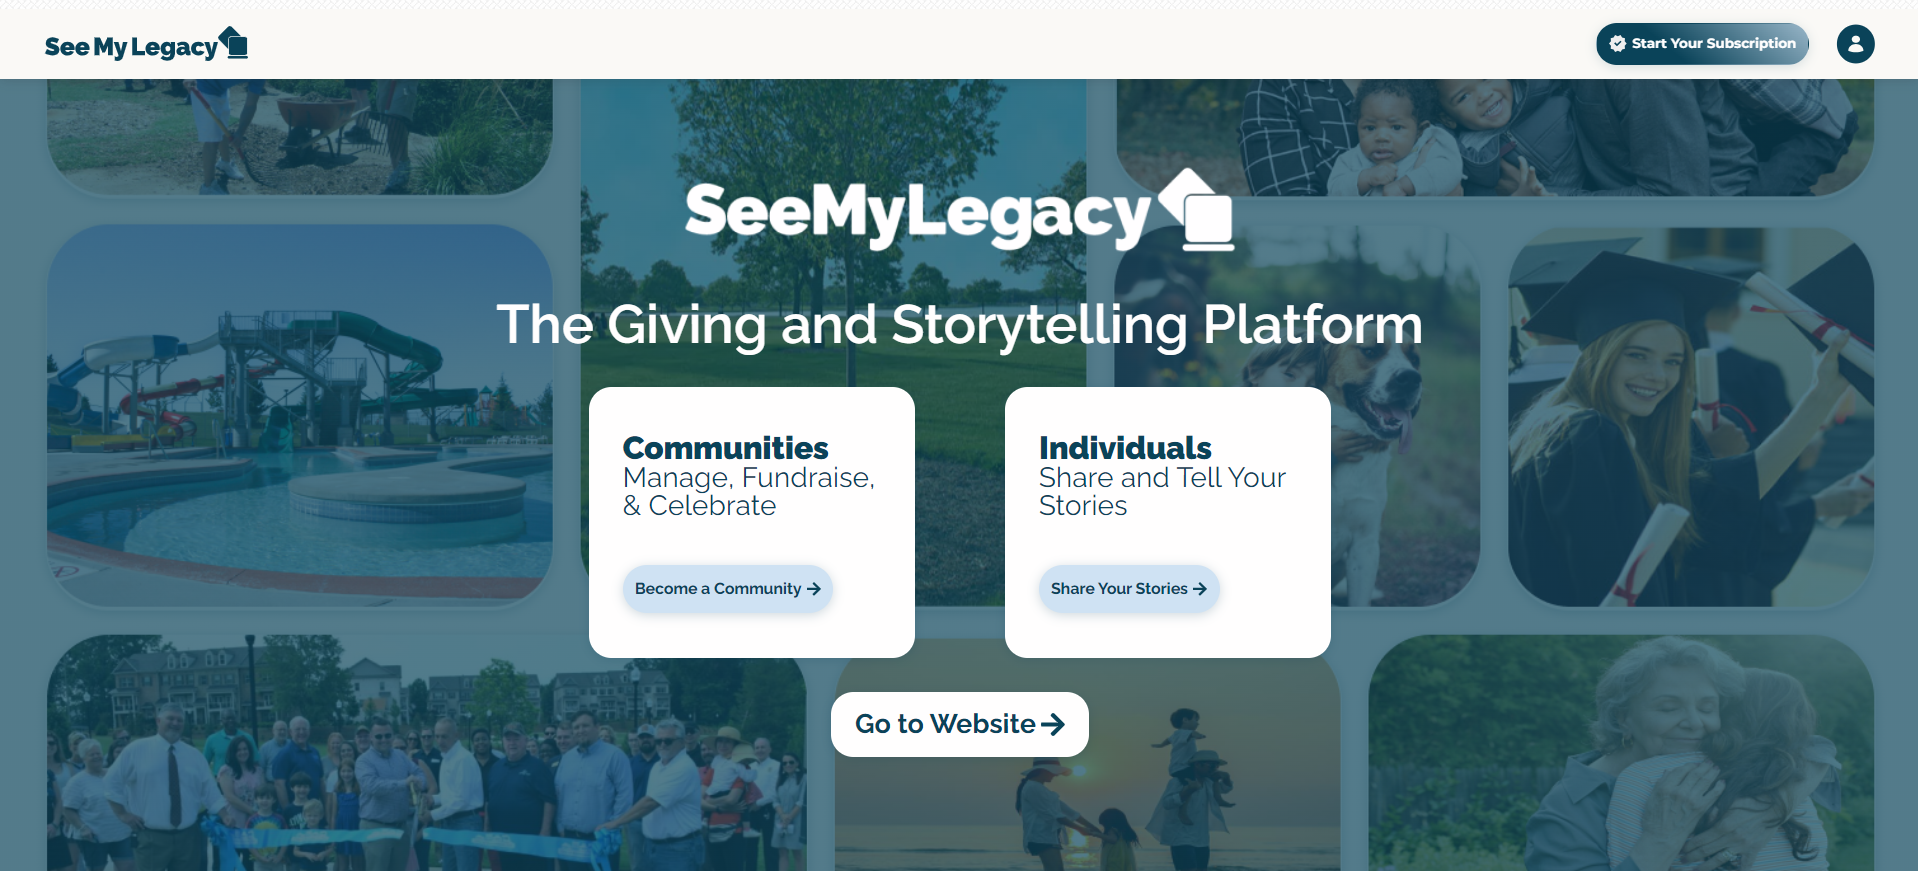 See My Legacy
Start Your Subscription
SeeMyLegacy
The Giving and Storytelling Platform
Communities
Manage, Fundraise,
& Celebrate
Become a Community
Individuals
Share and Tell Your
Stories
Share Your Stories
Go to Website